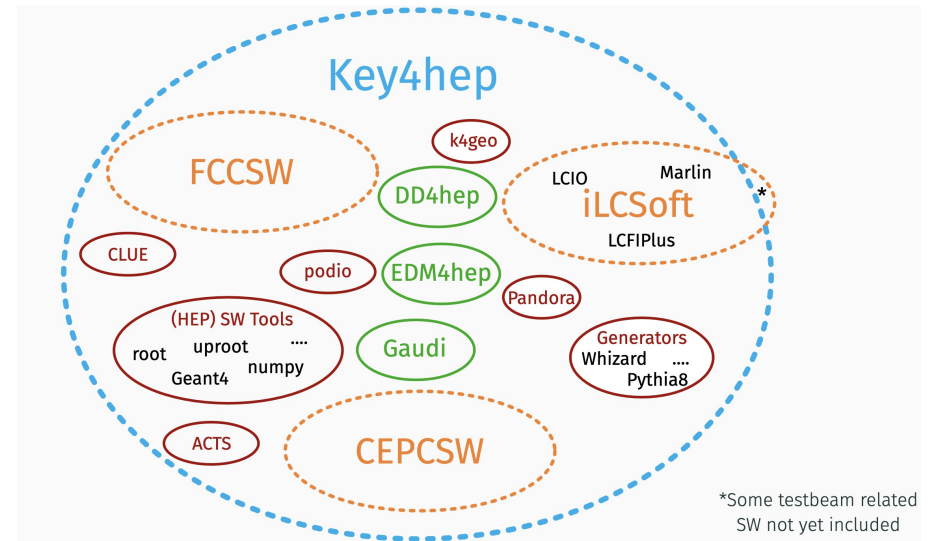 Key4hep
k4geo
FCCSW
DD4hep
LCIO
Marlin
iLCSoft
*
LCFIPlus
CLUE
podio
EDM4hep
Pandora
(HEP) SW Tools
root
uproot
....
Geant4
numpy
Gaudi
Generators
Whizard
....
Pythia8
ACTS
CEPCSW
*Some testbeam related
SW not yet included